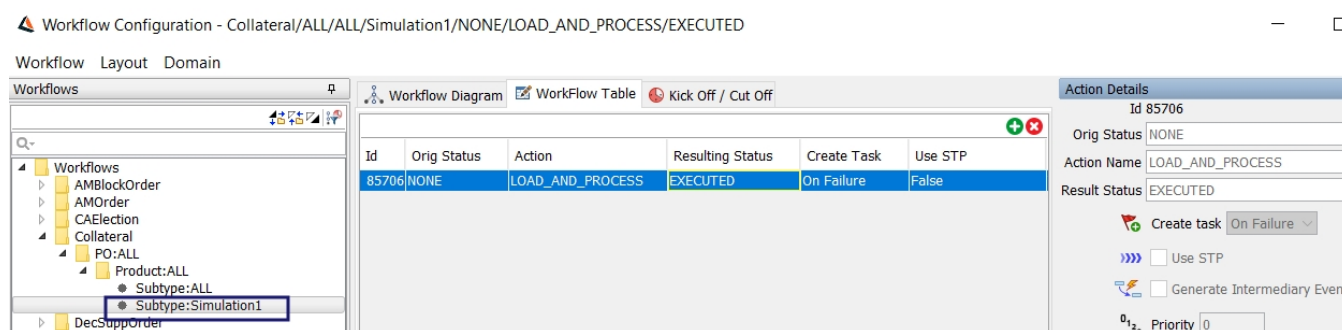 Workflow Configuration - Collateral/ALL/ALL/Simulation1/NONE/LOAD_AND_PROCESS/EXECUTED
Workflow Layout Domain
Workflows
Workflows
AMBlockOrder
AMOrder
CAElection
Collateral
PO:ALL
Product:ALL
Subtype:ALL
Subtype:Simulation1
DecSuppOrder
Workflow Diagram WorkFlow Table Kick Off / Cut Off
Id Orig Status Action Resulting Status Create Task Use STP
85706 NONE LOAD_AND_PROCESS EXECUTED On Failure False
Action Details
Id 85706
Orig Status NONE
Action Name LOAD_AND_PROCESS
Result Status EXECUTED
Create task On Failure
Use STP
Generate Intermediary Even
Priority 0